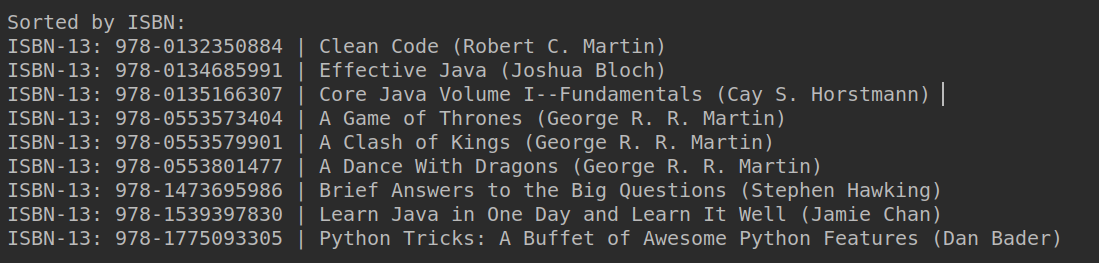 Sorted by ISBN:
ISBN-13: 978-0132350884 | Clean Code (Robert C. Martin)
ISBN-13: 978-0134685991 | Effective Java (Joshua Bloch)
ISBN-13: 978-0135166307 | Core Java Volume I--Fundamentals (Cay S. Horstmann)
ISBN-13: 978-0553573404 | A Game of Thrones (George R. R. Martin)
ISBN-13: 978-0553579901 | A Clash of Kings (George R. R. Martin)
ISBN-13: 978-0553801477 | A Dance With Dragons (George R. R. Martin)
ISBN-13: 978-1473695986 | Brief Answers to the Big Questions (Stephen Hawking)
ISBN-13: 978-1539397830 | Learn Java in One Day and Learn It Well (Jamie Chan)
ISBN-13: 978-1775093305 | Python Tricks: A Buffet of Awesome Python Features (Dan Bader)